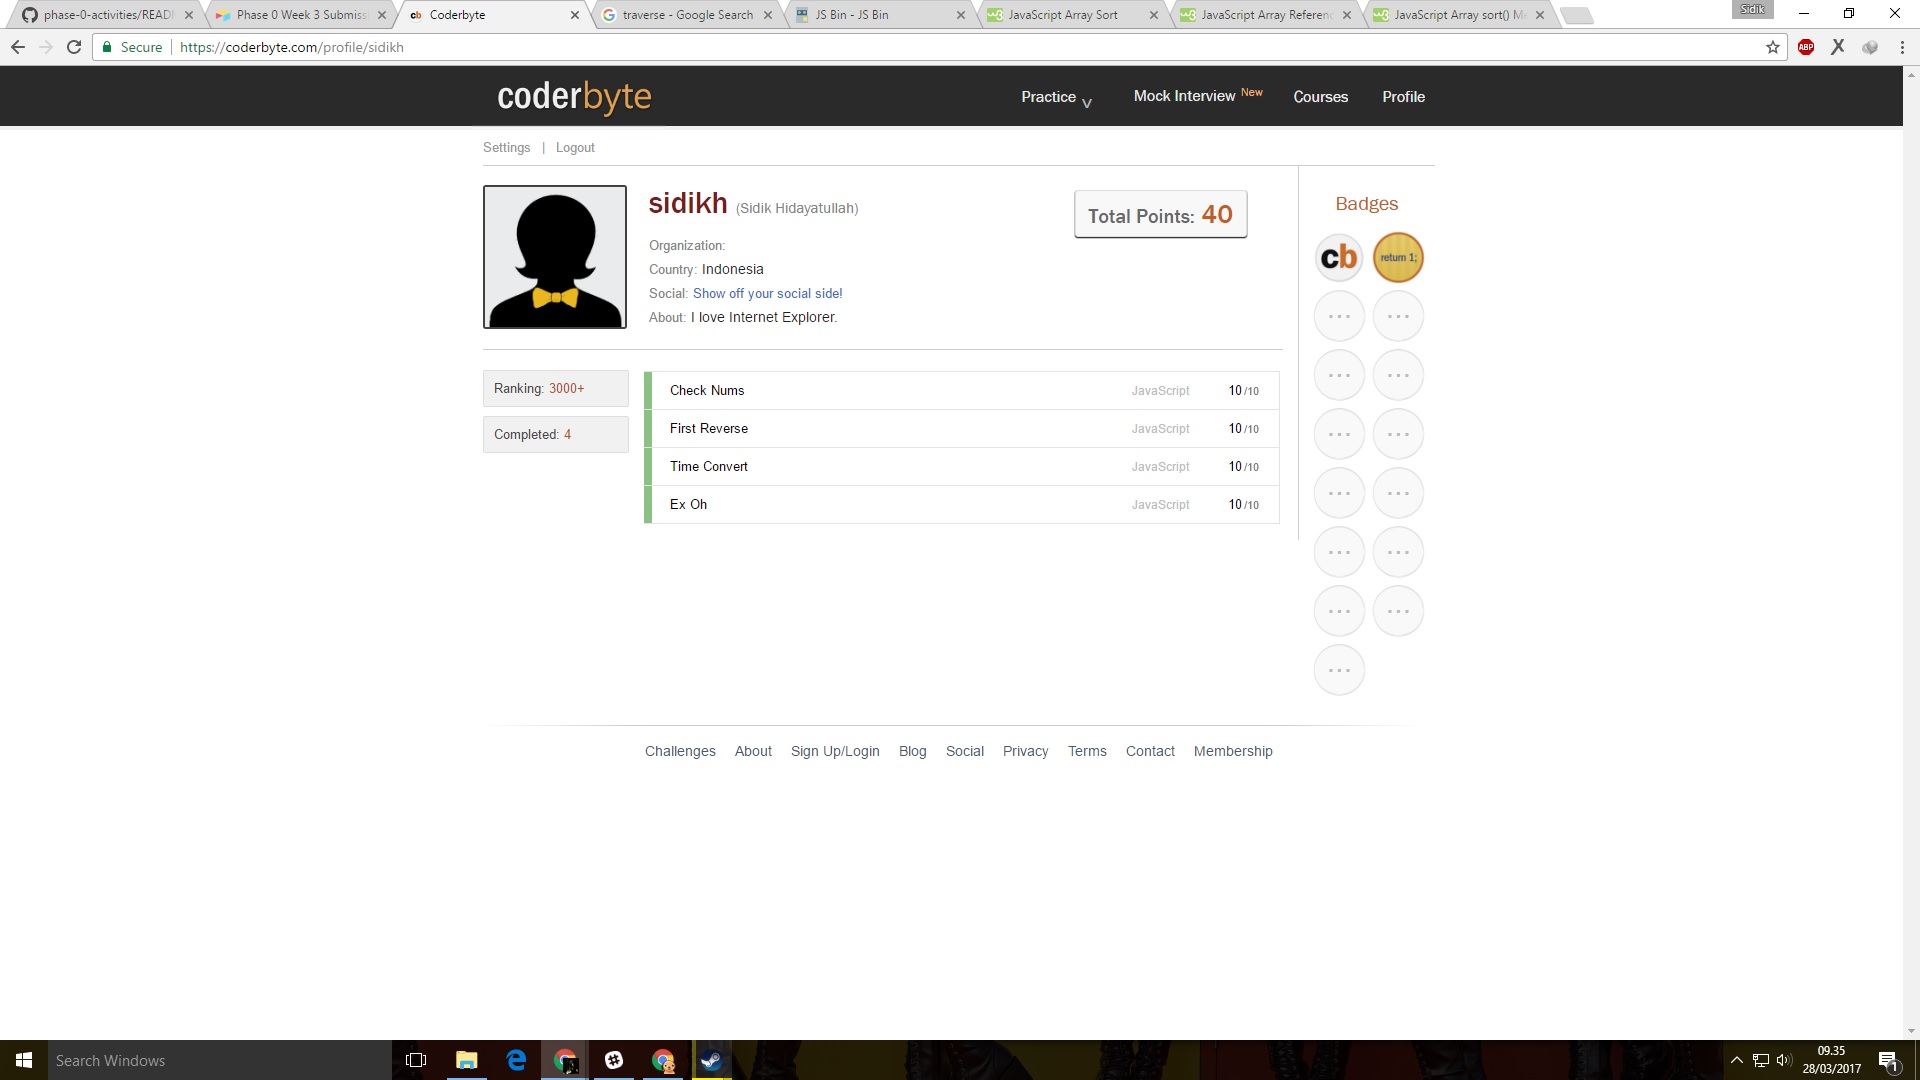 phase-0-activities/READ
Phase 0 Week 3 Submiss
Coderbyte
traverse - Google Search
JS Bin - JS Bin
JavaScript Array Sort
JavaScript Array Referen
JavaScript Array sort() M
Sidik
Secure
https://coderbyte.com/profile/sidikh
ABP
coderbyte
Practice
Mock Interview New
Courses
Profile
Settings | Logout
sidikh (Sidik Hidayatullah)
Total Points: 40
Organization:
Country: Indonesia
Social: Show off your social side!
About: I love Internet Explorer.
Badges
cb
return 1;
Ranking: 3000+
Completed: 4
Check Nums JavaScript 10/10
First Reverse JavaScript 10/10
Time Convert JavaScript 10/10
Ex Oh JavaScript 10/10
Challenges About Sign Up/Login Blog Social Privacy Terms Contact Membership
Search Windows
09.35
28/03/2017
1